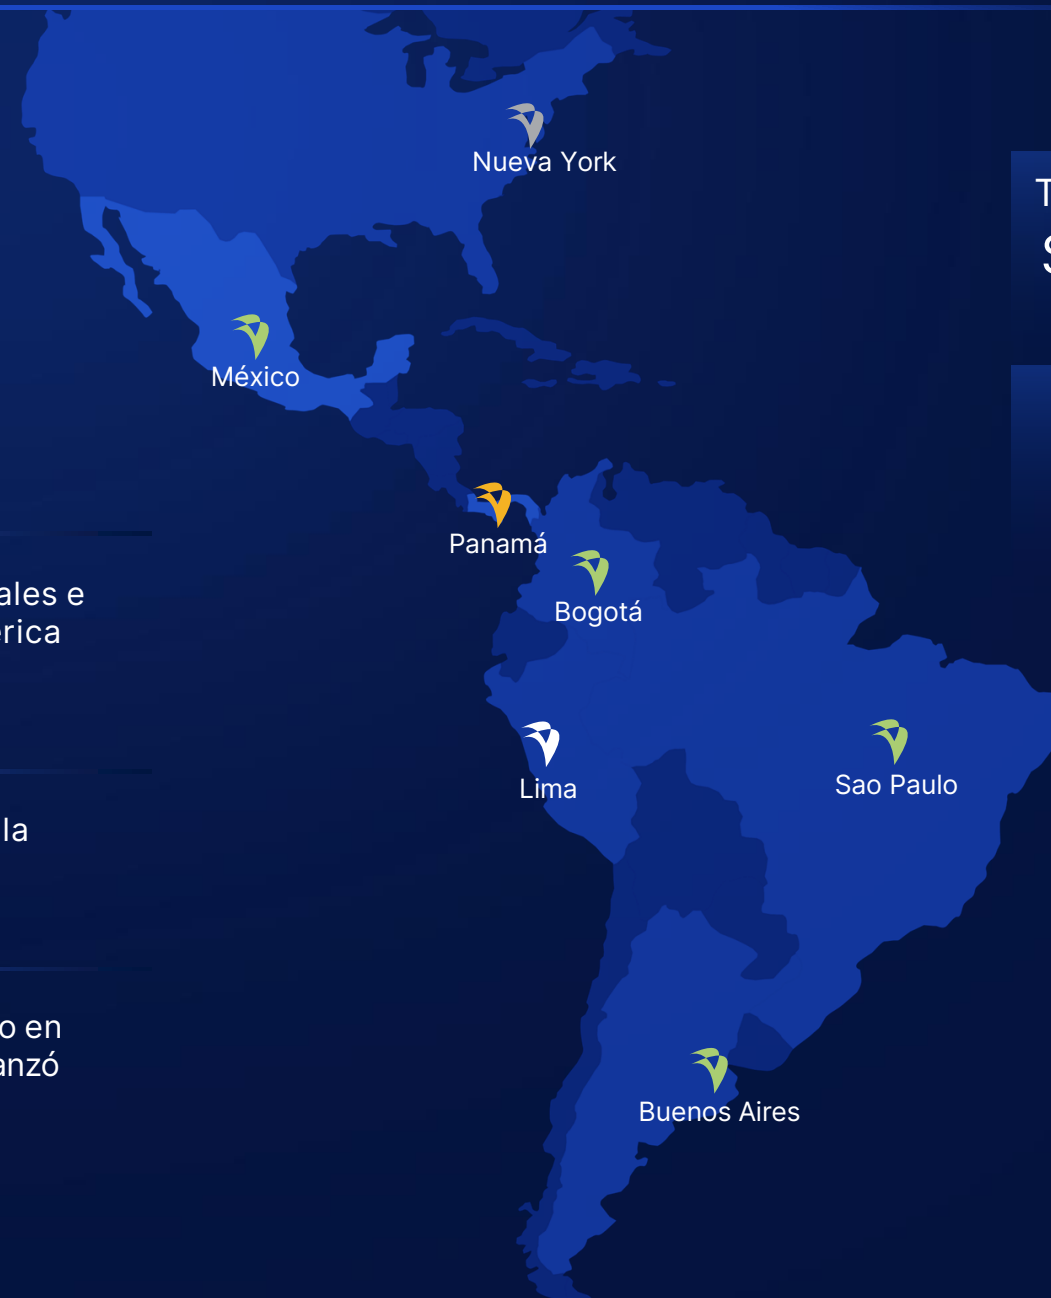 Nueva York
T
S
México
Panamá
ales e
Bogotá
erica
Lima
Sao Paulo
la
o en
anzó
Buenos Aires